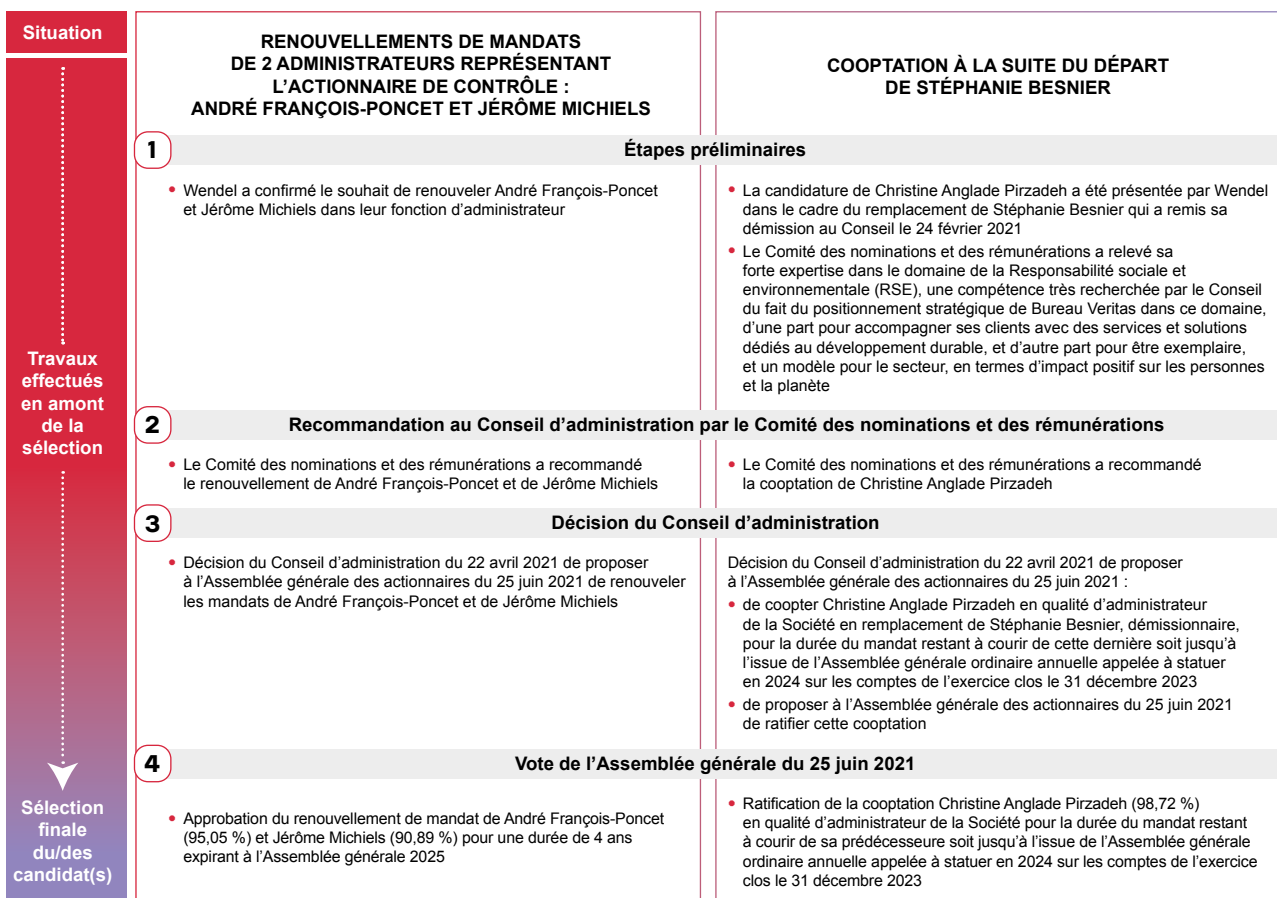 Situation
RENOUVELLEMENTS DE MANDATS
DE 2 ADMINISTRATEURS REPRÉSENTANT
L'ACTIONNAIRE DE CONTRÔLE :
ANDRÉ FRANÇOIS-PONCET ET JÉRÔME MICHIELS
COOPTATION À LA SUITE DU DÉPART
DE STÉPHANIE BESNIER
Travaux
effectués
en amont
de la
sélection
1
Étapes préliminaires
• Wendel a confirmé le souhait de renouveler André François-Poncet
et Jérôme Michiels dans leur fonction d'administrateur
• La candidature de Christine Anglade Pirzadeh a été présentée par Wendel
dans le cadre du remplacement de Stéphanie Besnier qui a remis sa
démission au Conseil le 24 février 2021
• Le Comité des nominations et des rémunérations a relevé sa
forte expertise dans le domaine de la Responsabilité sociale et
environnementale (RSE), une compétence très recherchée par le Conseil
du fait du positionnement stratégique de Bureau Veritas dans ce domaine,
d'une part pour accompagner ses clients avec des services et solutions
dédiés au développement durable, et d'autre part pour être exemplaire,
et un modèle pour le secteur, en termes d'impact positif sur les personnes
et la planète
2
Recommandation au Conseil d'administration par le Comité des nominations et des rémunérations
• Le Comité des nominations et des rémunérations a recommandé
le renouvellement de André François-Poncet et de Jérôme Michiels
• Le Comité des nominations et des rémunérations a recommandé
la cooptation de Christine Anglade Pirzadeh
3
Décision du Conseil d'administration
• Décision du Conseil d'administration du 22 avril 2021 de proposer
à l'Assemblée générale des actionnaires du 25 juin 2021 de renouveler
les mandats de André François-Poncet et de Jérôme Michiels
Décision du Conseil d'administration du 22 avril 2021 de proposer
à l'Assemblée générale des actionnaires du 25 juin 2021 :
• de coopter Christine Anglade Pirzadeh en qualité d'administrateur
de la Société en remplacement de Stéphanie Besnier, démissionnaire,
pour la durée du mandat restant à courir de cette dernière soit jusqu'à
l'issue de l'Assemblée générale ordinaire annuelle appelée à statuer
en 2024 sur les comptes de l'exercice clos le 31 décembre 2023
• de proposer à l'Assemblée générale des actionnaires du 25 juin 2021
de ratifier cette cooptation
4
Vote de l'Assemblée générale du 25 juin 2021
Sélection
finale
du/des
candidat(s)
• Approbation du renouvellement de mandat de André François-Poncet
(95,05 %) et Jérôme Michiels (90,89 %) pour une durée de 4 ans
expirant à l'Assemblée générale 2025
• Ratification de la cooptation Christine Anglade Pirzadeh (98,72 %)
en qualité d'administrateur de la Société pour la durée du mandat restant
à courir de sa prédécesseure soit jusqu'à l'issue de l'Assemblée générale
ordinaire annuelle appelée à statuer en 2024 sur les comptes de l'exercice
clos le 31 décembre 2023